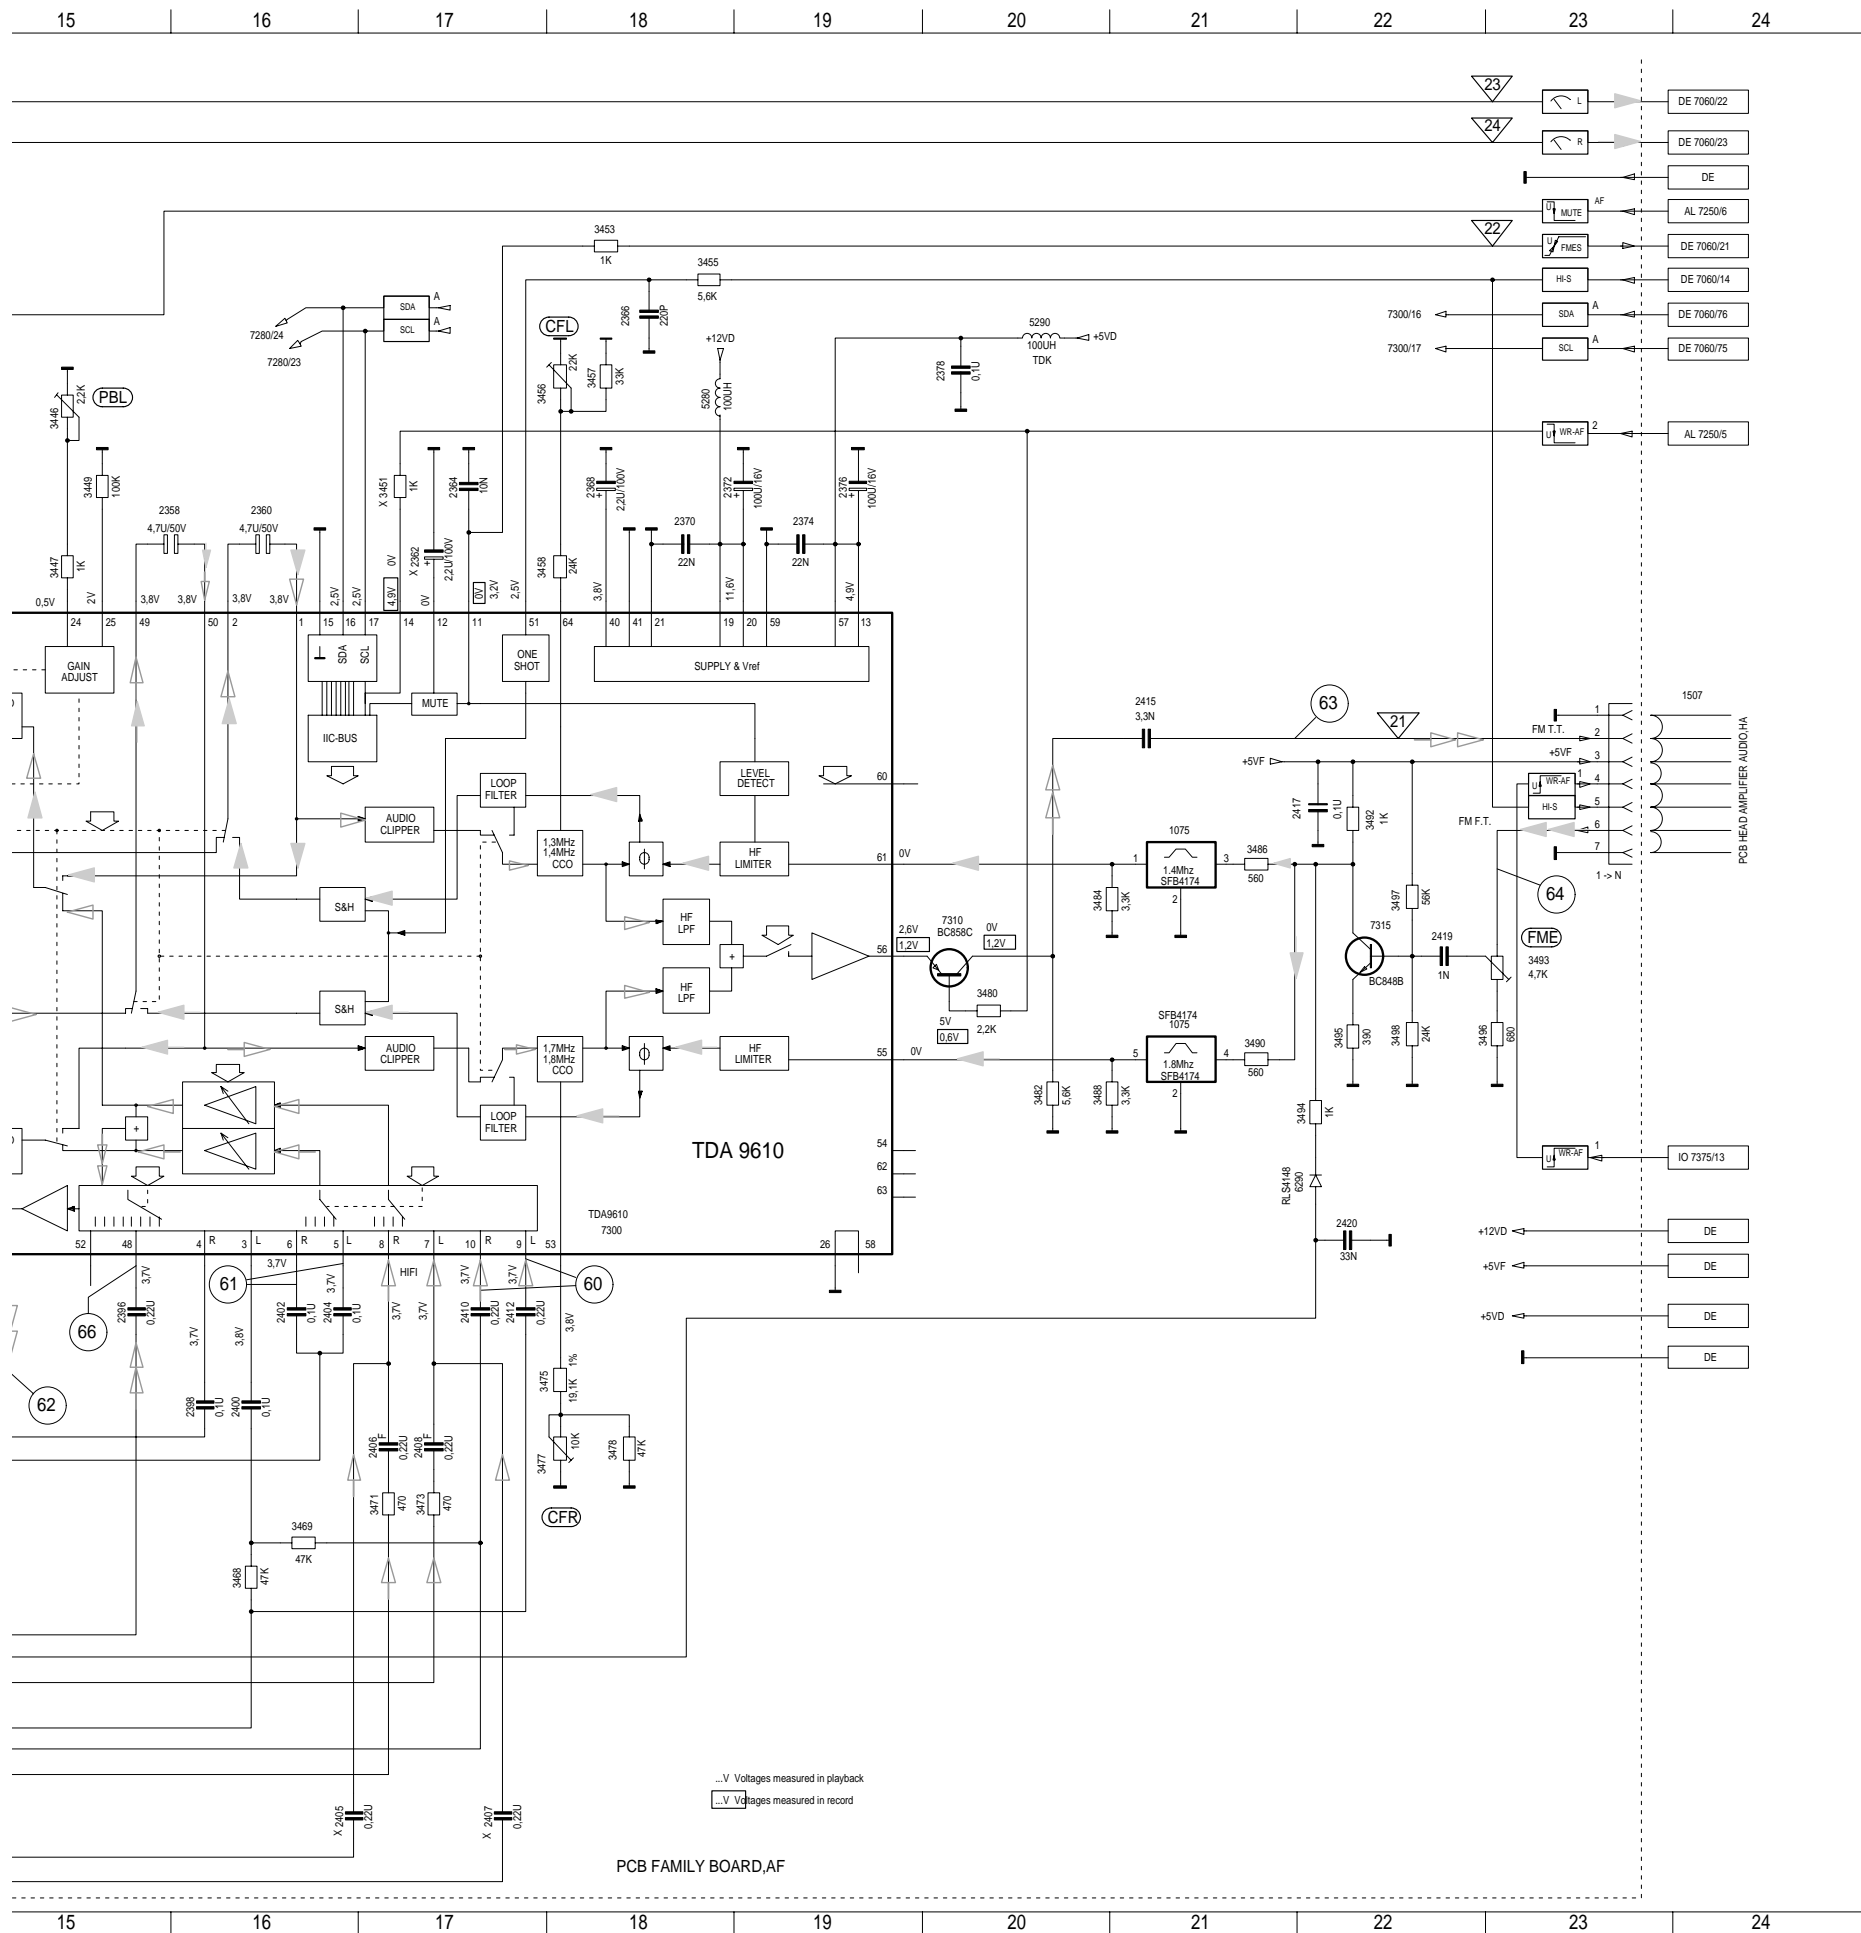 15 16 17 18 19 20 21 22 23 24
23 L DE 7060/22
24 R DE 7060/23
DE
U MUTE AF AL 7250/6
3453 22 U FMES DE 7060/21
1K
3455 HI-S DE 7060/14
5,6K
SDA A 2366 220P 7300/16 SDA A DE 7060/76
SCL A CFL 5290
7280/24 +12VD 100UH +5VD 7300/17 SCL A DE 7060/75
7280/23 TDK
3446 2,2K PBL 3456 22K 3457 33K 5280 100UH 2378 0,1U
U WR-AF 2 AL 7250/5
3449 100K X 3451 1K 2364 10N 2368 + 2,2U/100V 2372 + 100U/16V 2376 + 100U/16V
2358 2360 2370 2374
4,7U/50V 4,7U/50V
3447 1K X 2362 + 2,2U/100V 3458 24K 22N 22N
0,5V 2V 3,8V 3,8V 3,8V 3,8V 2,5V 2,5V 4,9V 0V 0V 0V 3,2V 2,5V 3,8V 11,6V 4,9V
24 25 49 50 2 1 15 16 17 14 12 11 51 64 40 41 21 19 20 59 57 13
GAIN
ADJUST
SDA SCL
ONE
SHOT
SUPPLY & Vref
MUTE
IIC-BUS
2415
3,3N
63
21
1507
1
FM T.T. 2
+5VF +5VF 3
U WR-AF 1 4
HI-S 5
FM F.T. 6
7
1 -> N
PCB HEAD AMPLIFIER AUDIO,HA
LEVEL
DETECT
60
LOOP
FILTER
AUDIO
CLIPPER
1,3MHz
1,4MHz
CCO
ϕ
HF
LIMITER
61 0V
2417 0,1U 3492 1K
1075
1 3 3486
1.4Mhz
SFB4174
2
560
3484 3,3K 3497 56K
64
S&H
HF
LPF
+
7310
BC858C
2,6V
1,2V
0V
1,2V
56
7315
BC848B
2419
1N
FME
3493
4,7K
HF
LPF
S&H
3480
2,2K
5V
0,6V
AUDIO
CLIPPER
1,7MHz
1,8MHz
CCO
ϕ
HF
LIMITER
55 0V
SFB4174
1075
5 4 3490
1.8Mhz
SFB4174
2
560
3495 390 3498 24K 3496 680
3482 5,6K 3488 3,3K
+
LOOP
FILTER
3494 1K
TDA 9610
54
62
63
U WR-AF 1 IO 7375/13
RLS4148
6290
TDA9610
7300
+12VD DE
52 48 4 R 3 L 6 R 5 L 8 R 7 L 10 R 9 L 53 26 58
2420
33N
3,7V 3,7V 3,7V HIFI 3,7V 3,7V
61 60 +5VF DE
2396 0,22U 2402 0,1U 2404 0,1U 3,7V 3,7V 2410 0,22U 2412 0,22U 3,8V
66 +5VD DE
3,7V 3,8V
DE
3475 1%
19,1K
62
2398 0,1U 2400 0,1U
2406 F 0,22U 2408 F 0,22U 3477 10K 3478 47K
3471 470 3473 470
CFR
3469
47K
3468 47K
...V Voltages measured in playback
...V Voltages measured in record
X 2405 0,22U X 2407 0,22U
PCB FAMILY BOARD,AF
15 16 17 18 19 20 21 22 23 24